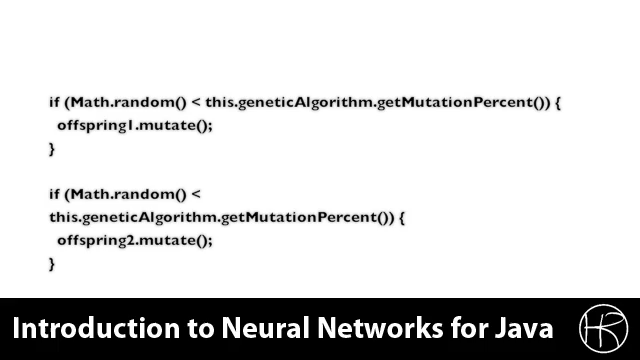 if (Math.random() < this.geneticAlgorithm.getMutationPercent()) {
offspring1.mutate();
}
if (Math.random() <
this.geneticAlgorithm.getMutationPercent()) {
offspring2.mutate();
}
Introduction to Neural Networks for Java